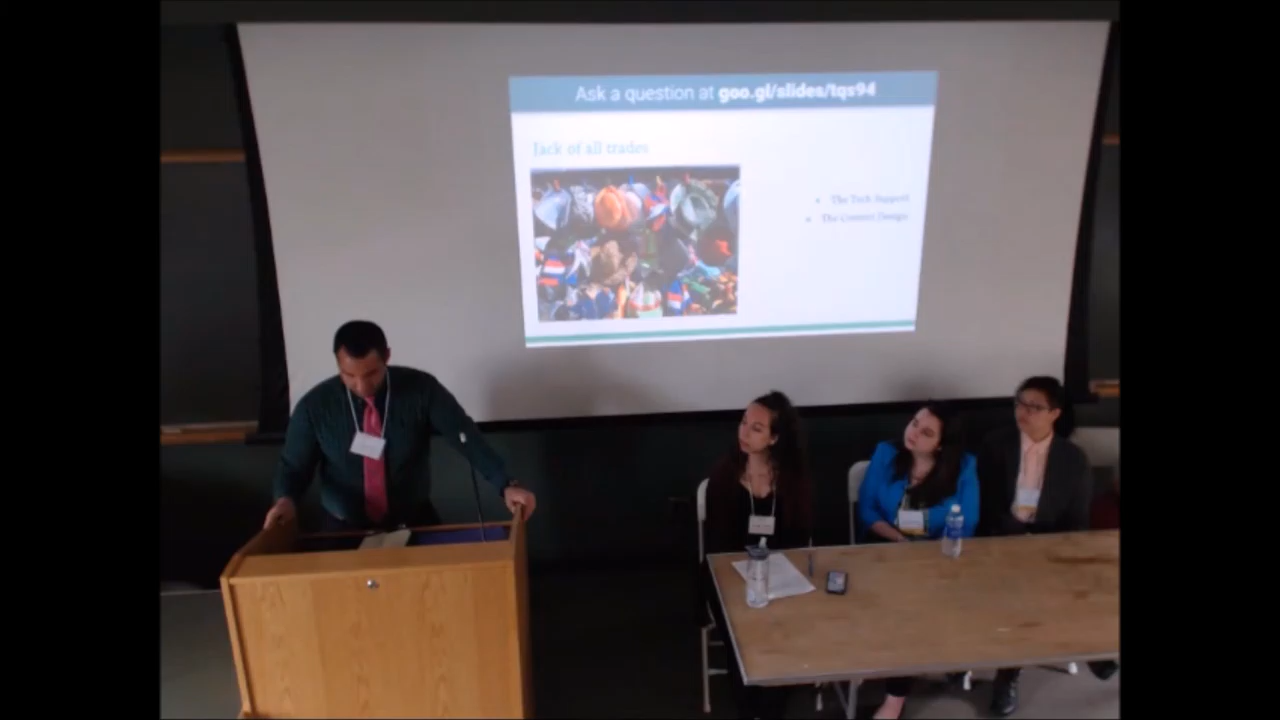 Ask a question at goo.gl/slides/tqs94
Jack of all trades
• The Tech Support
• The Content Design